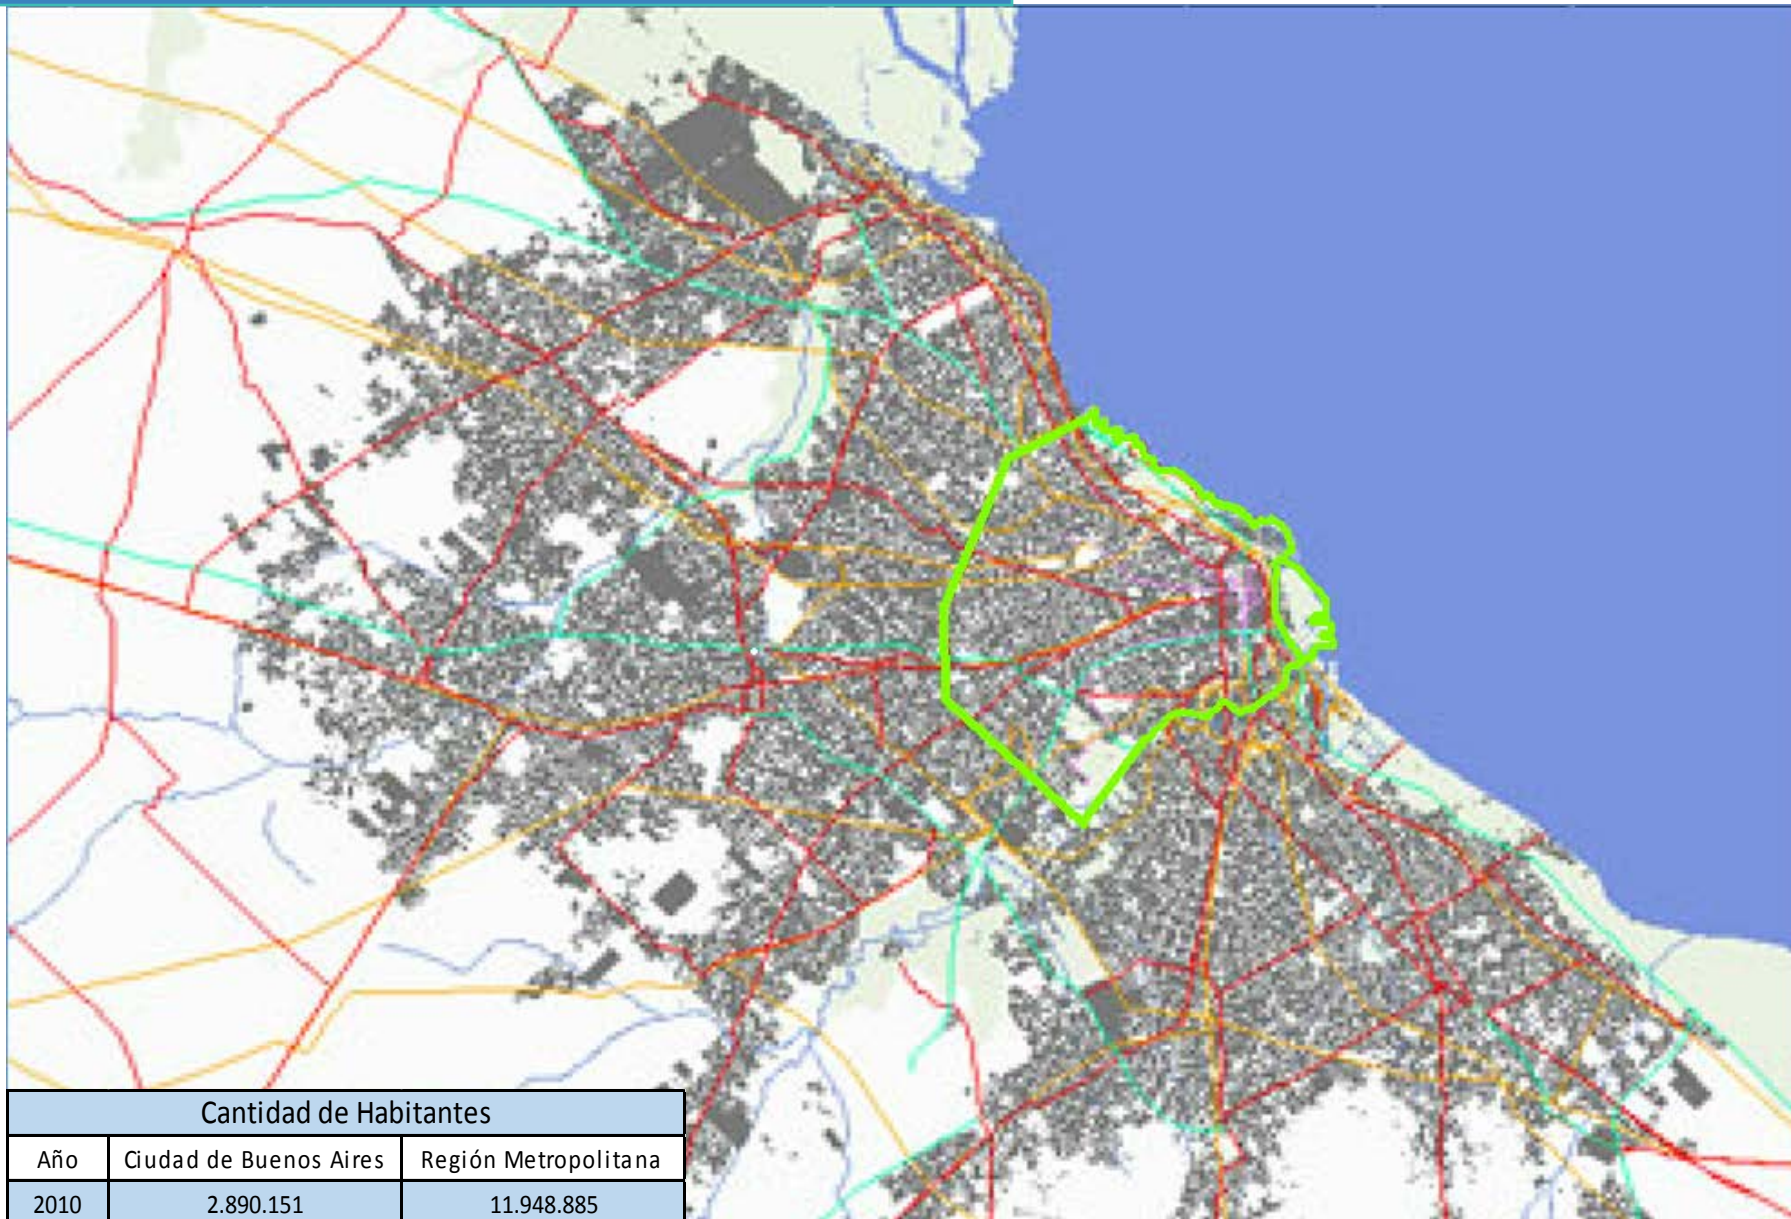 Cantidad de Habitantes
Año Ciudad de Buenos Aires Región Metropolitana
2010 2.890.151 11.948.885